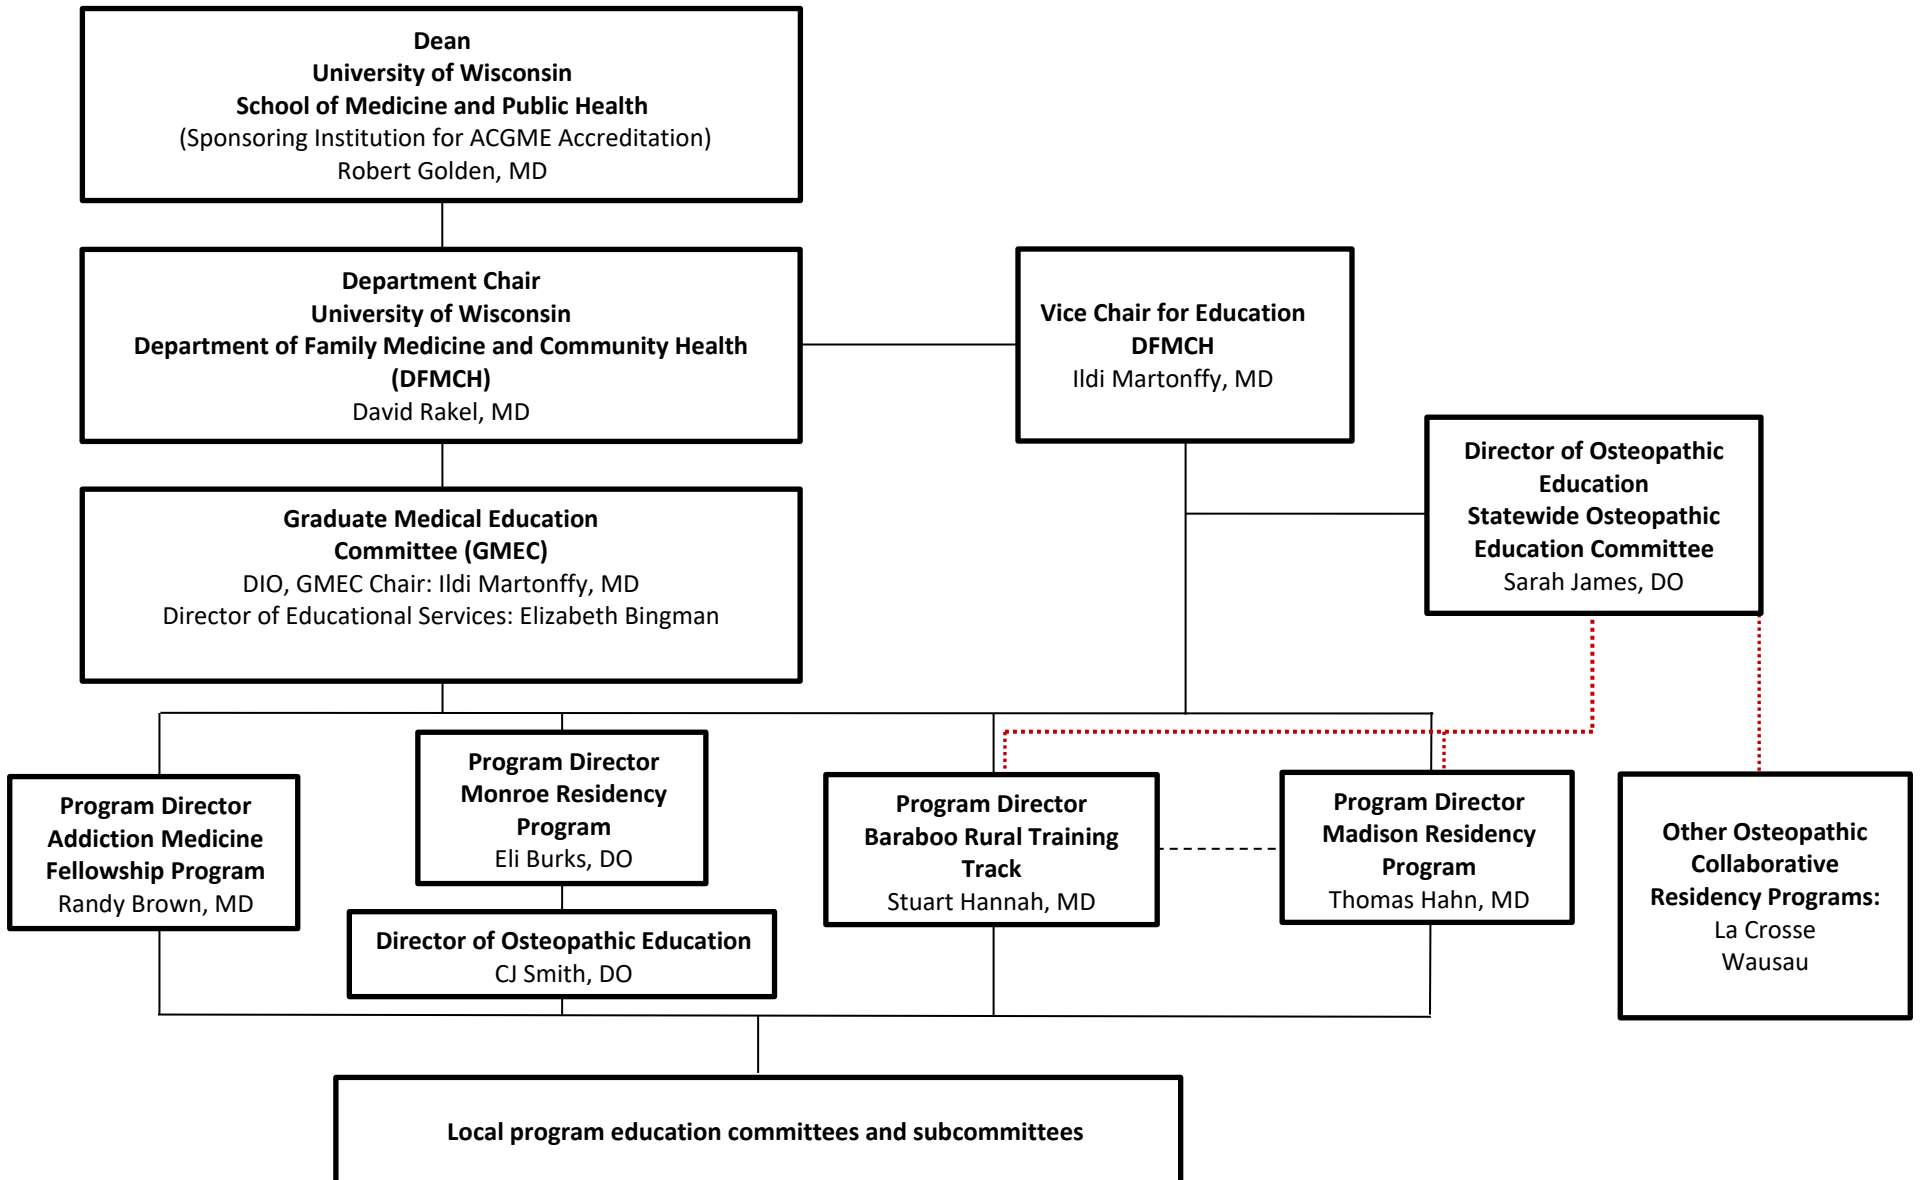 Dean
University of Wisconsin
School of Medicine and Public Health
(Sponsoring Institution for ACGME Accreditation)
Robert Golden, MD
Department Chair
University of Wisconsin
Department of Family Medicine and Community Health
(DFMCH)
David Rakel, MD
Vice Chair for Education
DFMCH
Ildi Martonffy, MD
Director of Osteopathic
Education
Statewide Osteopathic
Education Committee
Sarah James, DO
Graduate Medical Education
Committee (GMEC)
DIO, GMEC Chair: Ildi Martonffy, MD
Director of Educational Services: Elizabeth Bingman
Program Director
Addiction Medicine
Fellowship Program
Randy Brown, MD
Program Director
Monroe Residency
Program
Eli Burks, DO
Director of Osteopathic Education
CJ Smith, DO
Program Director
Baraboo Rural Training
Track
Stuart Hannah, MD
Program Director
Madison Residency
Program
Thomas Hahn, MD
Other Osteopathic
Collaborative
Residency Programs:
La Crosse
Wausau
Local program education committees and subcommittees